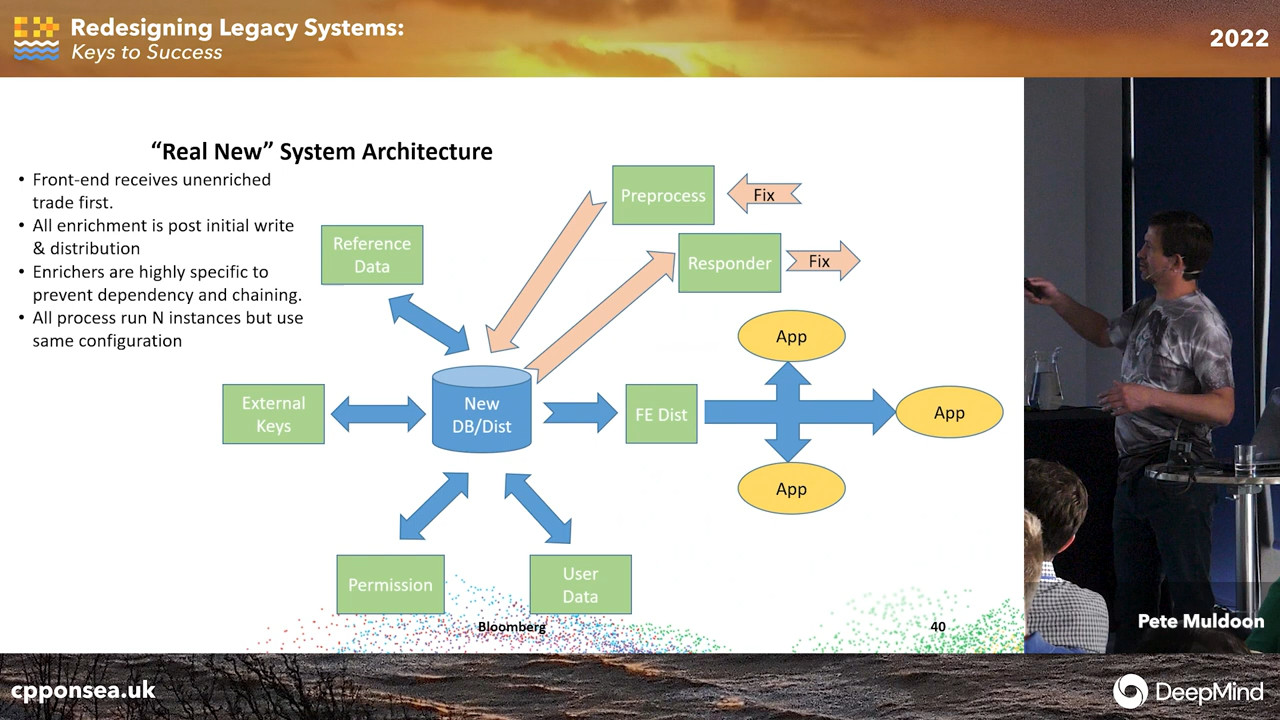 Redesigning Legacy Systems:
Keys to Success
2022
“Real New” System Architecture
• Front-end receives unenriched
trade first.
• All enrichment is post initial write
& distribution
• Enrichers are highly specific to
prevent dependency and chaining.
• All process run N instances but use
same configuration
Preprocess
Fix
Reference
Data
Responder
Fix
App
External
Keys
New
DB/Dist
FE Dist
App
App
Permission
User
Data
Bloomberg
40
Pete Muldoon
cpponsea.uk
DeepMind